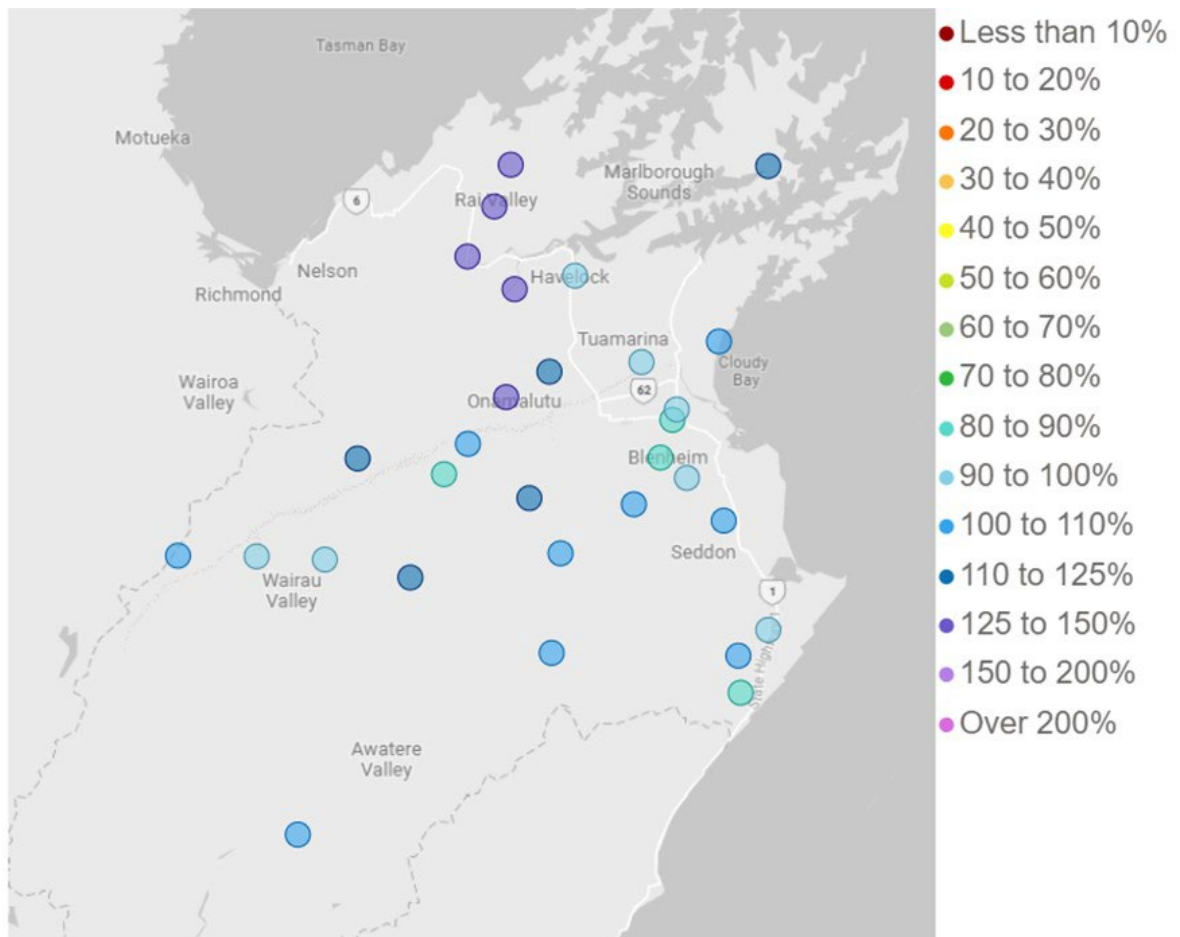 Tasman Bay
Motueka
Marlborough
Sounds
6
Rai Valley
Nelson
Richmond
Havelock
Tuamarina
Cloudy
Bay
Wairoa
Valley
62
Onamalutu
Blenheim
Seddon
Wairau
Valley
1
State High
Awatere
Valley
Less than 10%
10 to 20%
20 to 30%
30 to 40%
40 to 50%
50 to 60%
60 to 70%
70 to 80%
80 to 90%
90 to 100%
100 to 110%
110 to 125%
125 to 150%
150 to 200%
Over 200%